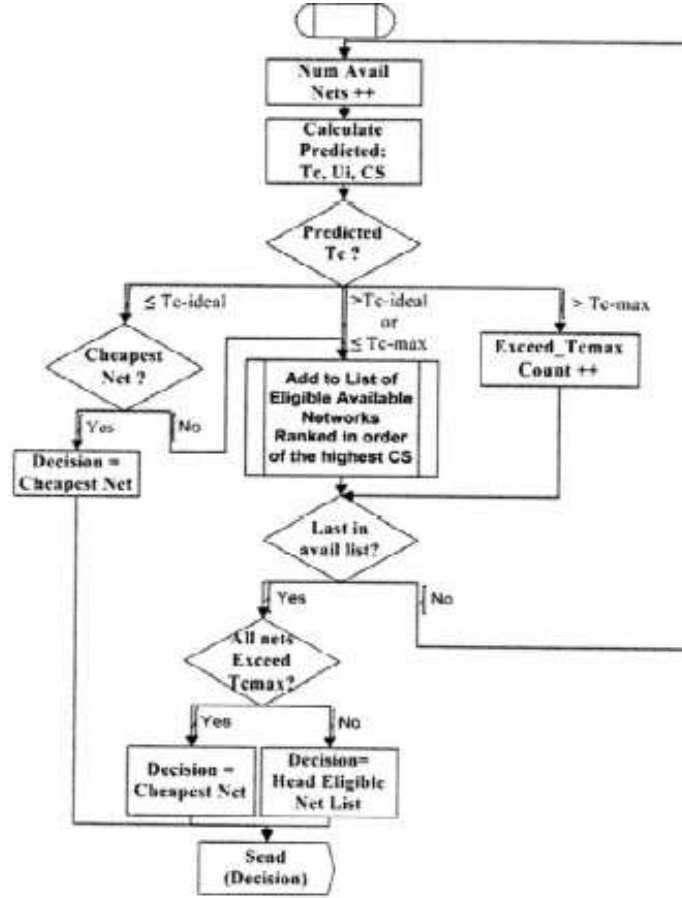 Num Avail
Nets ++
Calculate
Predicted:
Tc, Ui, CS
Predicted
Tc ?
≤ Tc-ideal
>Tc-ideal
or
≤ Tc-max
> Tc-max
Cheapest
Net ?
Exceed_Tcmax
Count ++
Add to List of
Eligible Available
Networks
Ranked in order
of the highest CS
Yes
No
Decision =
Cheapest Net
Last in
avail list?
Yes
No
All nets
Exceed
Tcmax?
Yes
No
Decision =
Cheapest Net
Decision=
Head Eligible
Net List
Send
(Decision)